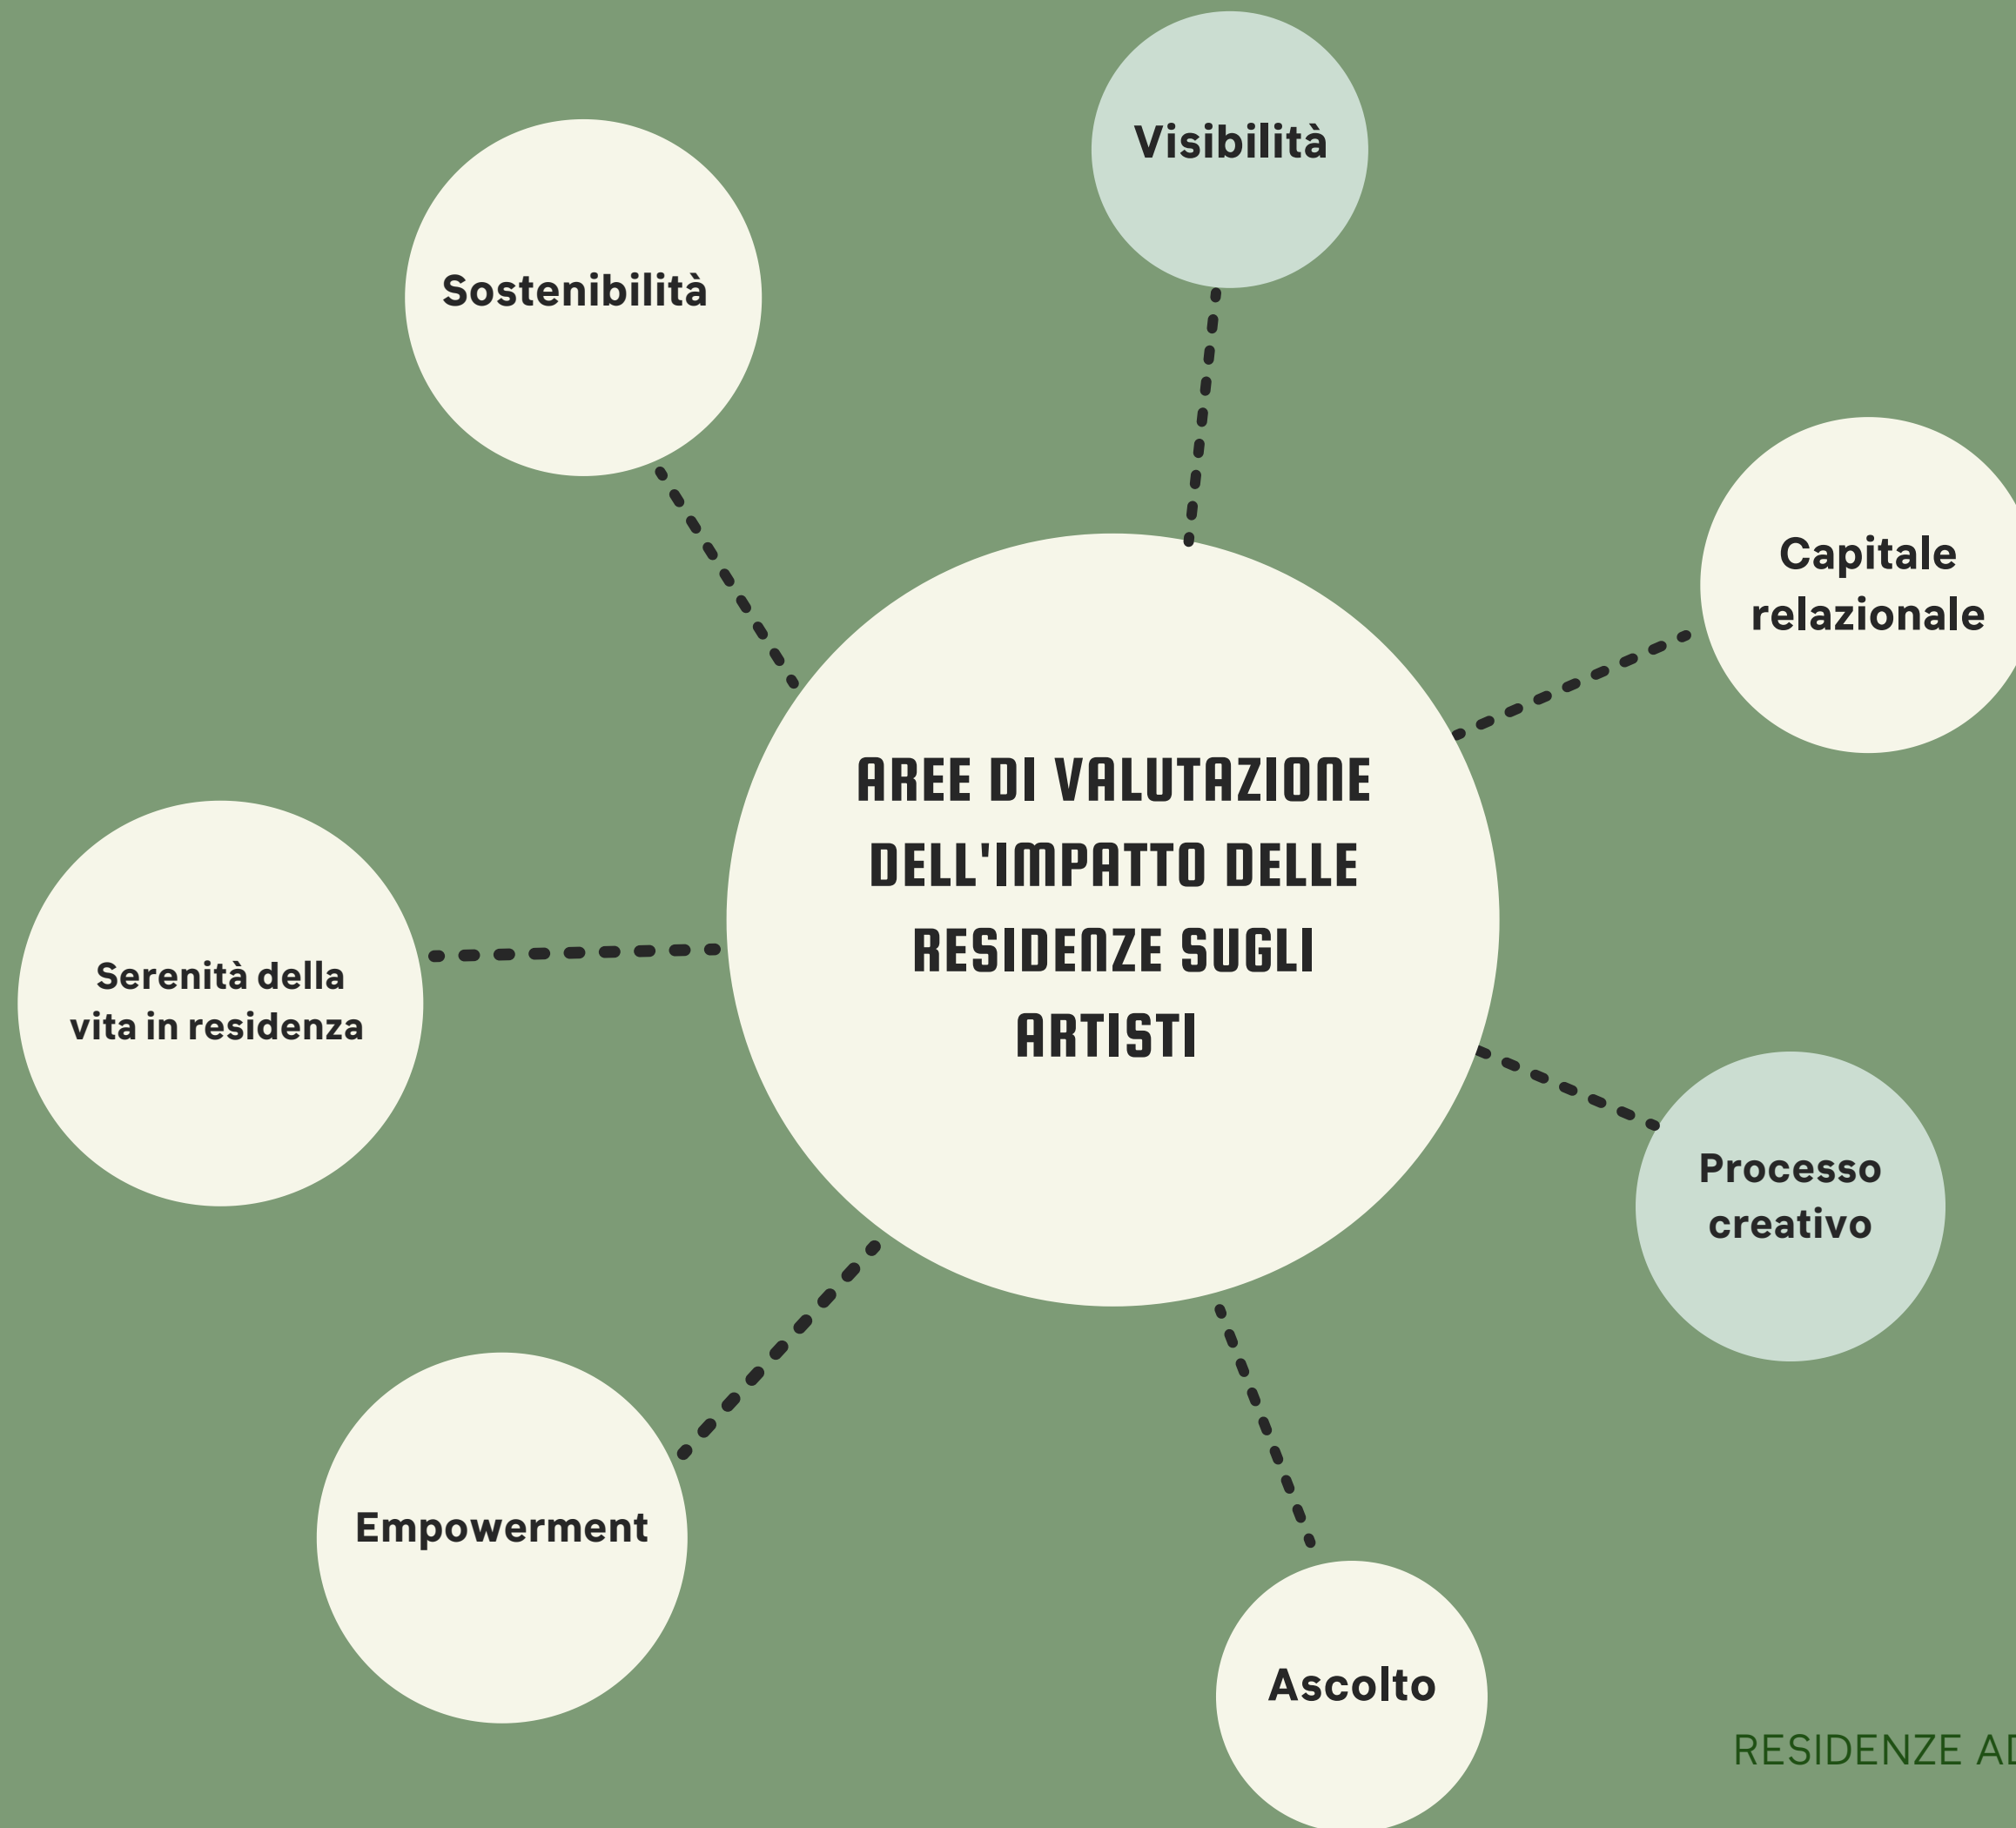 Visibilità
Sostenibilità
Capitale
relazionale
AREE DI VALUTAZIONE
DELL'IMPATTO DELLE
RESIDENZE SUGLI
ARTISTI
Serenità della
vita in residenza
Processo
creativo
Empowerment
Ascolto
RESIDENZE